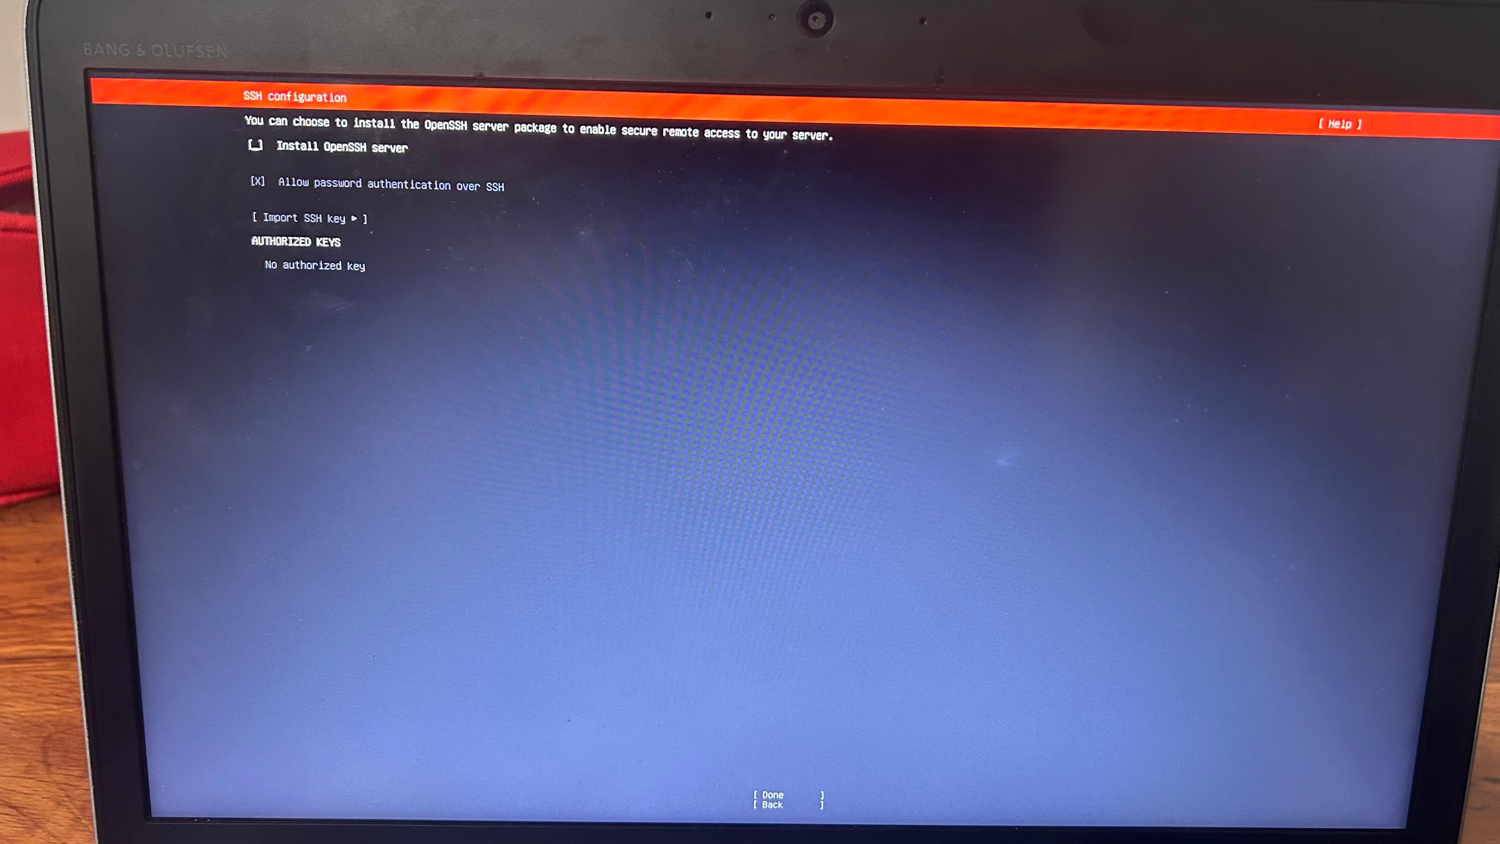 BANG & OLUFSEN
SSH configuration
[ Help ]
You can choose to install the OpenSSH server package to enable secure remote access to your server.
[ ] Install OpenSSH server
[X] Allow password authentication over SSH
[ Import SSH key ▸ ]
AUTHORIZED KEYS
No authorized key
[ Done ]
[ Back ]